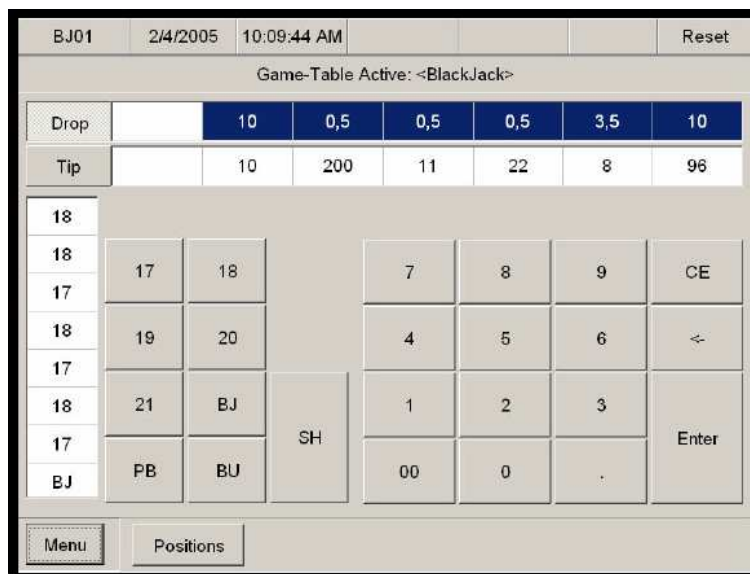 BJ01 2/4/2005 10:09:44 AM Reset
Game-Table Active: <BlackJack>
Drop 10 0,5 0,5 0,5 3,5 10
Tip 10 200 11 22 8 96
18
18
17
18
17
18
17
BJ
17 18 7 8 9 CE
19 20 4 5 6 <-
21 BJ SH 1 2 3 Enter
PB BU 00 0 .
Menu Positions